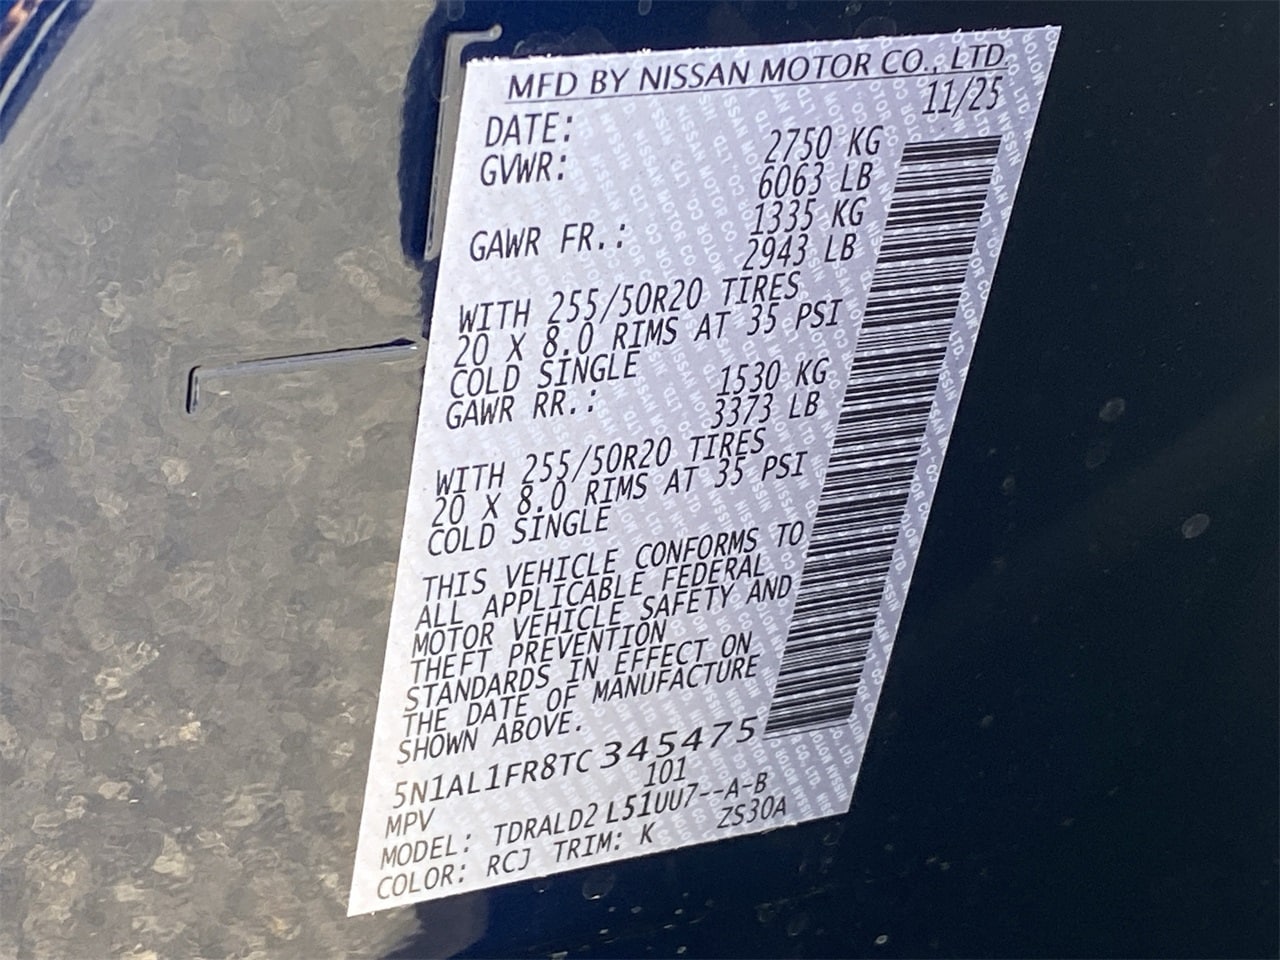 MFD BY NISSAN MOTOR CO., LTD.
DATE: 11/25
GVWR: 2750 KG
6063 LB
GAWR FR.: 1335 KG
2943 LB
WITH 255/50R20 TIRES
20 X 8.0 RIMS AT 35 PSI
COLD SINGLE
GAWR RR.: 1530 KG
3373 LB
WITH 255/50R20 TIRES
20 X 8.0 RIMS AT 35 PSI
COLD SINGLE
THIS VEHICLE CONFORMS TO
ALL APPLICABLE FEDERAL
MOTOR VEHICLE SAFETY AND
THEFT PREVENTION
STANDARDS IN EFFECT ON
THE DATE OF MANUFACTURE
SHOWN ABOVE.
5N1AL1FR8TC 345475
MPV 101
MODEL: TDRALD2 L51UU7--A-B
COLOR: RCJ TRIM: K ZS30A